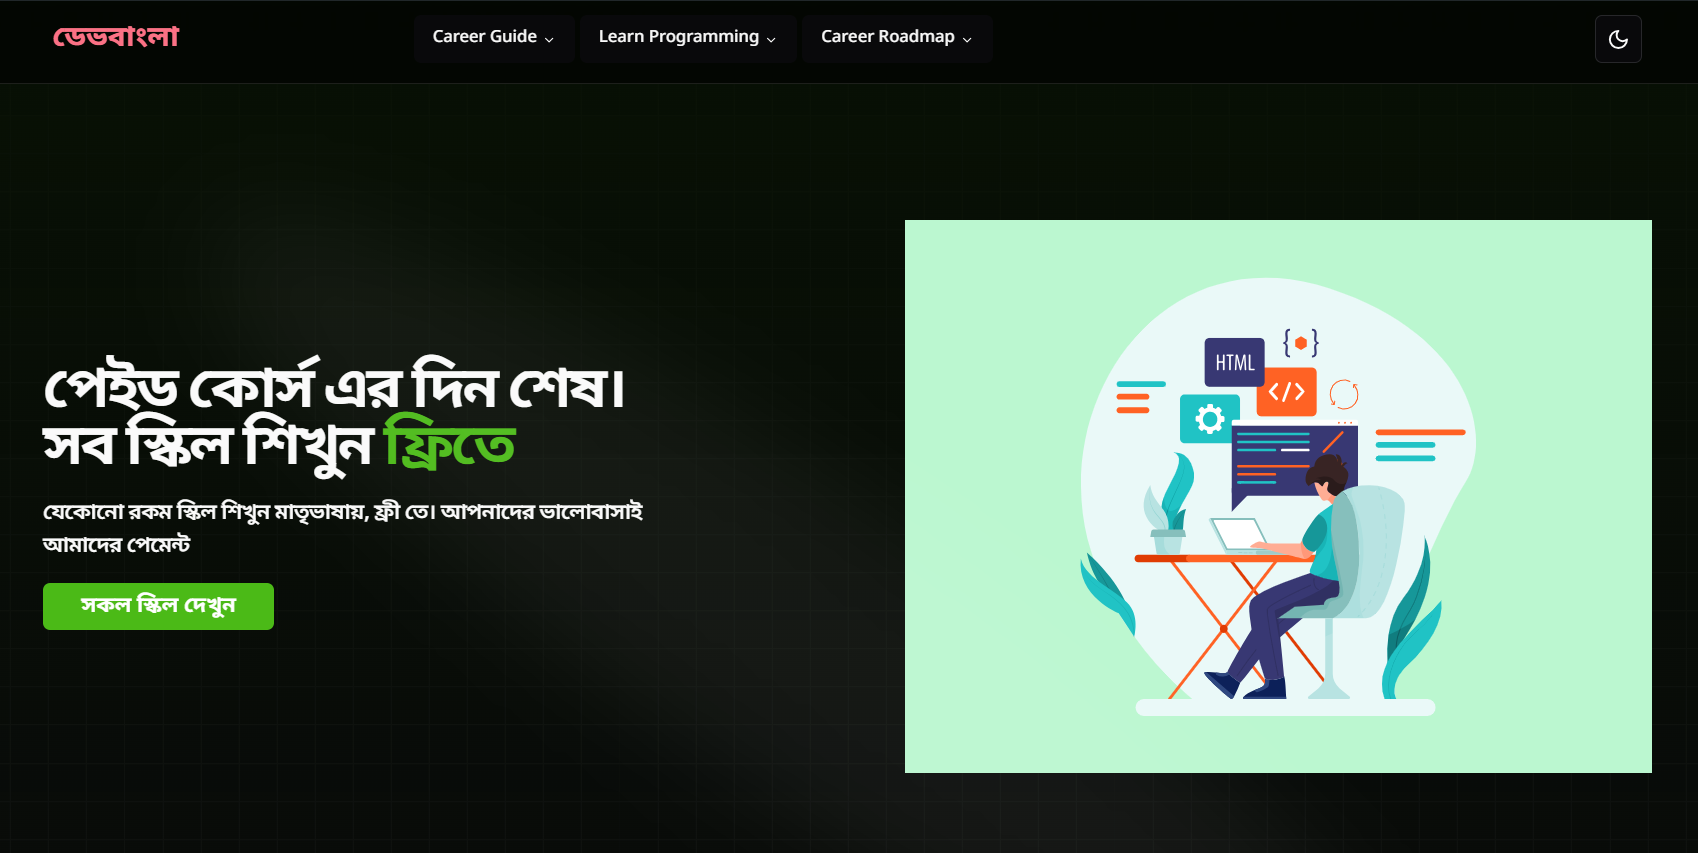 ডেভবাংলা
Career Guide
Learn Programming
Career Roadmap
পেইড কোর্স এর দিন শেষ।
সব স্কিল শিখুন ফ্রিতে
যেকোনো রকম স্কিল শিখুন মাতৃভাষায়, ফ্রী তে। আপনাদের ভালোবাসাই
আমাদের পেমেন্ট
সকল স্কিল দেখুন
HTML